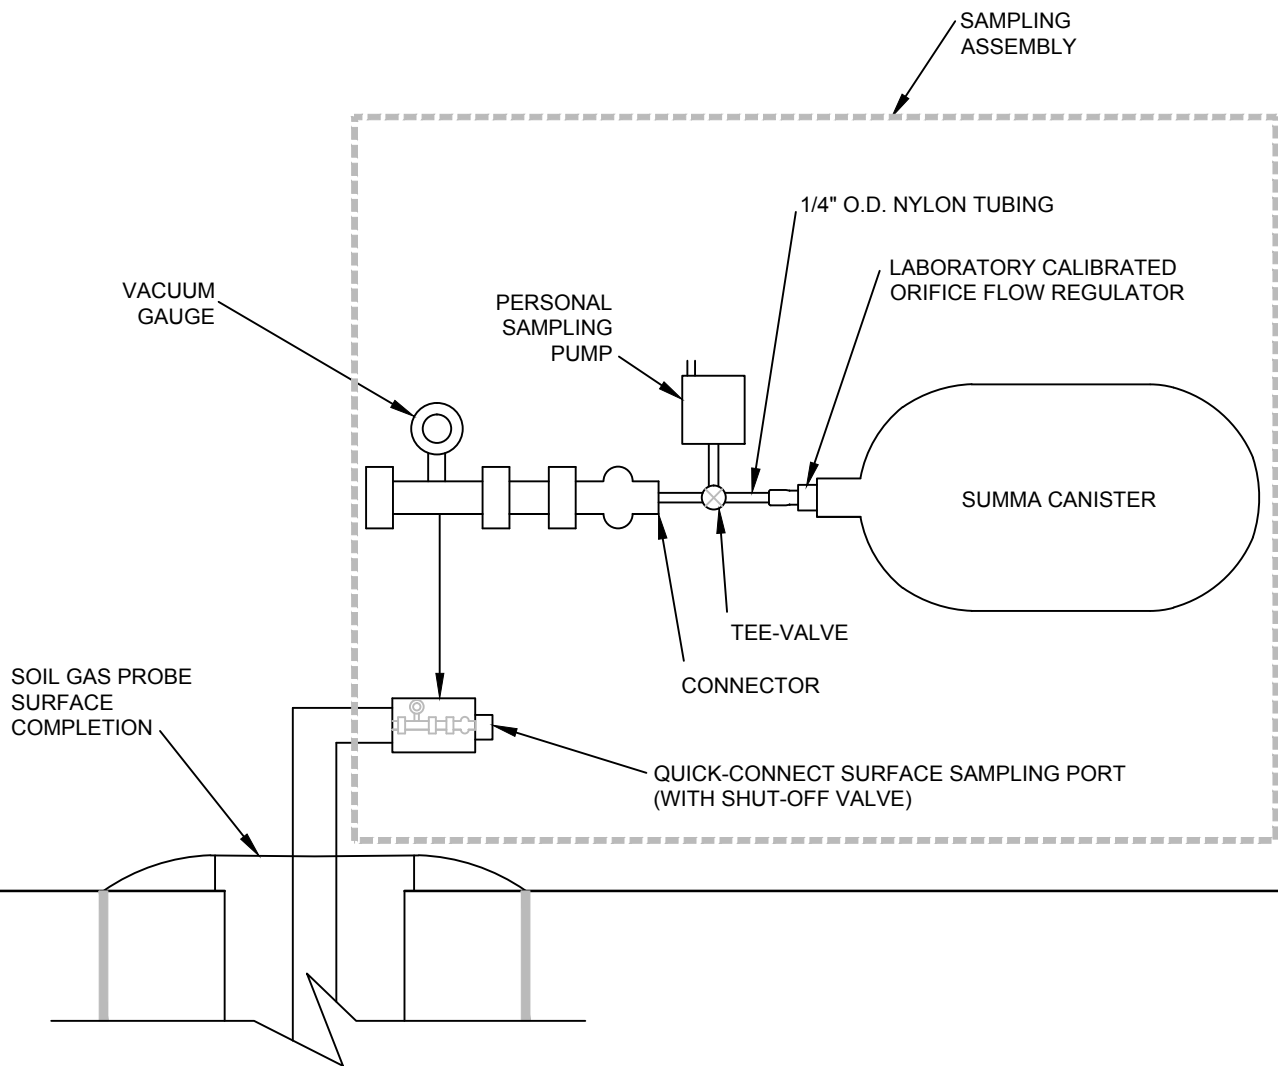 SAMPLING
ASSEMBLY
1/4" O.D. NYLON TUBING
LABORATORY CALIBRATED
ORIFICE FLOW REGULATOR
VACUUM
GAUGE
PERSONAL
SAMPLING
PUMP
SUMMA CANISTER
TEE-VALVE
CONNECTOR
SOIL GAS PROBE
SURFACE
COMPLETION
QUICK-CONNECT SURFACE SAMPLING PORT
(WITH SHUT-OFF VALVE)